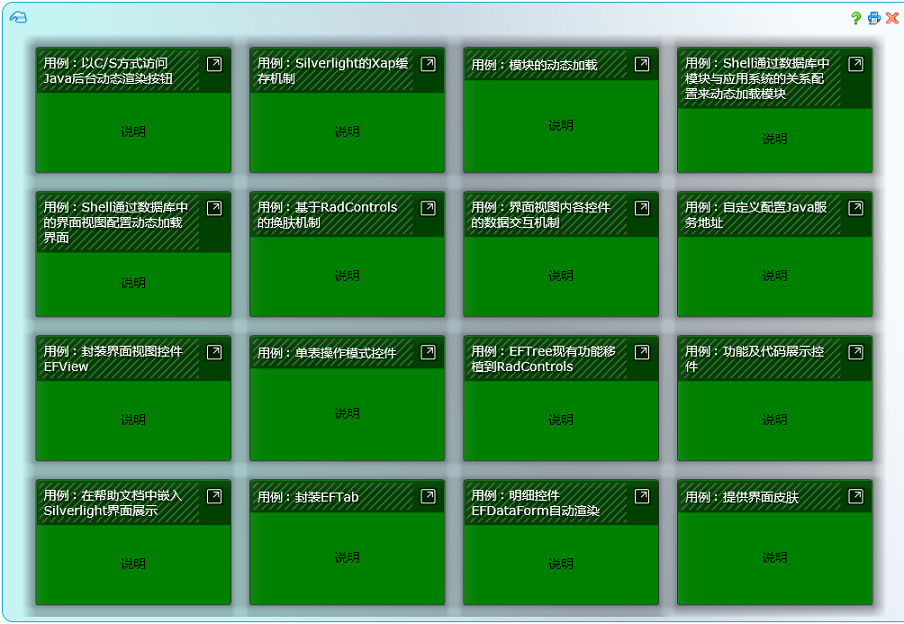 用例：以C/S方式访问
Java后台动态渲染按钮
说明
用例：Silverlight的Xap缓
存机制
说明
用例：模块的动态加载
说明
用例：Shell通过数据库中
模块与应用系统的关系配
置来动态加载模块
说明
用例：Shell通过数据库中
的界面视图配置动态加载
界面
说明
用例：基于RadControls
的换肤机制
说明
用例：界面视图内各控件
的数据交互机制
说明
用例：自定义配置Java服
务地址
说明
用例：封装界面视图控件
EFView
说明
用例：单表操作模式控件
说明
用例：EFTree现有功能移
植到RadControls
说明
用例：功能及代码展示控
件
说明
用例：在帮助文档中嵌入
Silverlight界面展示
说明
用例：封装EFTab
说明
用例：明细控件
EFDataForm自动渲染
说明
用例：提供界面皮肤
说明